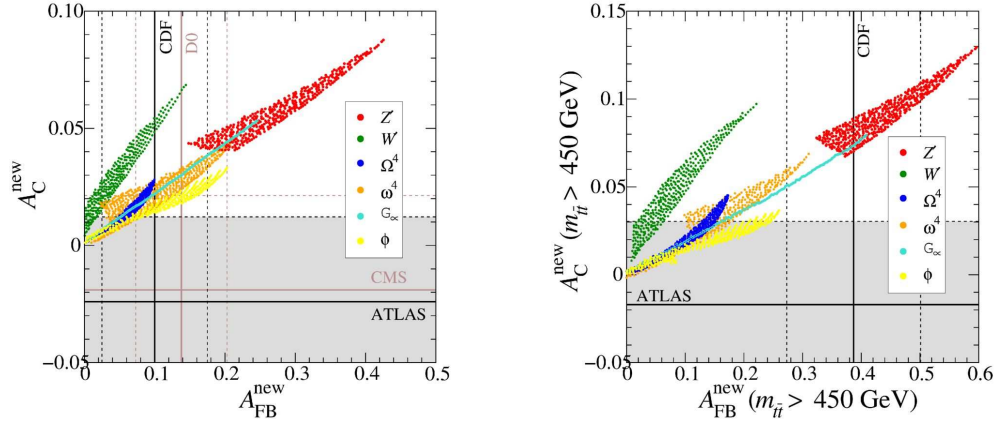 0.1
0.05
0
-0.05
A_C^new
CDF
D0
Z'
W'
Ω^4
ω^4
G_∞
ϕ
CMS
ATLAS
0 0.1 0.2 0.3 0.4 0.5
A_FB^new
0.15
0.1
0.05
0
-0.05
A_C^new (m_tt̄ > 450 GeV)
CDF
Z'
W'
Ω^4
ω^4
G_∞
ϕ
ATLAS
0 0.1 0.2 0.3 0.4 0.5 0.6
A_FB^new (m_tt̄ > 450 GeV)